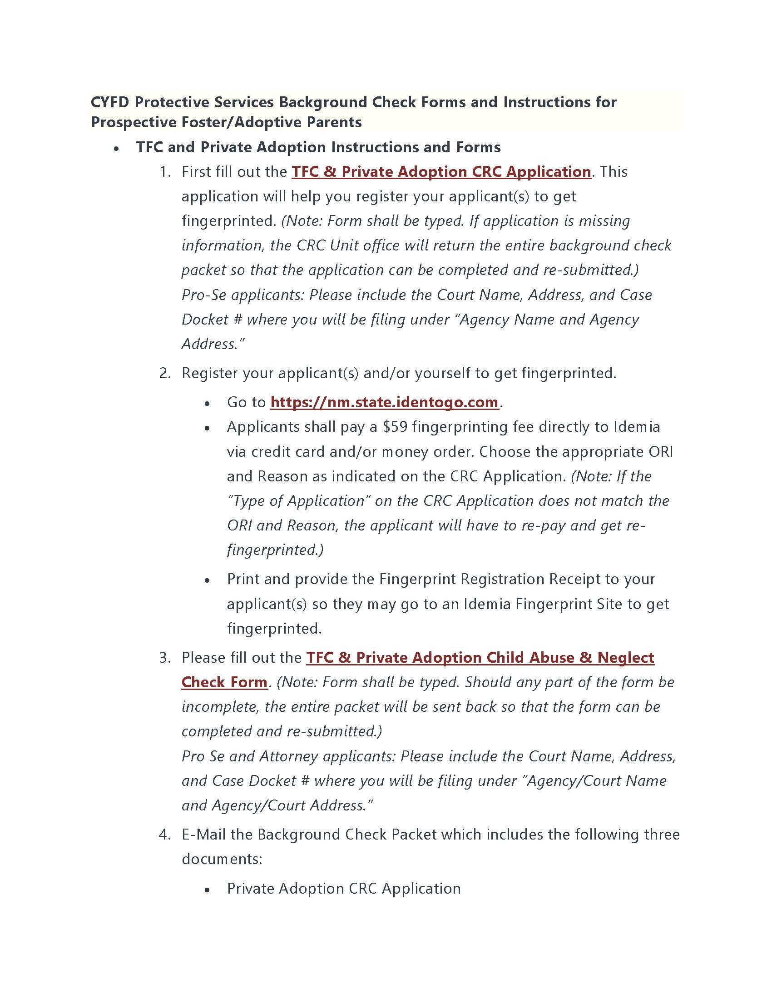 CYFD Protective Services Background Check Forms and Instructions for
Prospective Foster/Adoptive Parents
• TFC and Private Adoption Instructions and Forms
1. First fill out the TFC & Private Adoption CRC Application. This
application will help you register your applicant(s) to get
fingerprinted. (Note: Form shall be typed. If application is missing
information, the CRC Unit office will return the entire background check
packet so that the application can be completed and re-submitted.)
Pro-Se applicants: Please include the Court Name, Address, and Case
Docket # where you will be filing under “Agency Name and Agency
Address.”
2. Register your applicant(s) and/or yourself to get fingerprinted.
• Go to https://nm.state.identogo.com.
• Applicants shall pay a $59 fingerprinting fee directly to Idemia
via credit card and/or money order. Choose the appropriate ORI
and Reason as indicated on the CRC Application. (Note: If the
“Type of Application” on the CRC Application does not match the
ORI and Reason, the applicant will have to re-pay and get re-
fingerprinted.)
• Print and provide the Fingerprint Registration Receipt to your
applicant(s) so they may go to an Idemia Fingerprint Site to get
fingerprinted.
3. Please fill out the TFC & Private Adoption Child Abuse & Neglect
Check Form. (Note: Form shall be typed. Should any part of the form be
incomplete, the entire packet will be sent back so that the form can be
completed and re-submitted.)
Pro Se and Attorney applicants: Please include the Court Name, Address,
and Case Docket # where you will be filing under “Agency/Court Name
and Agency/Court Address.”
4. E-Mail the Background Check Packet which includes the following three
documents:
• Private Adoption CRC Application